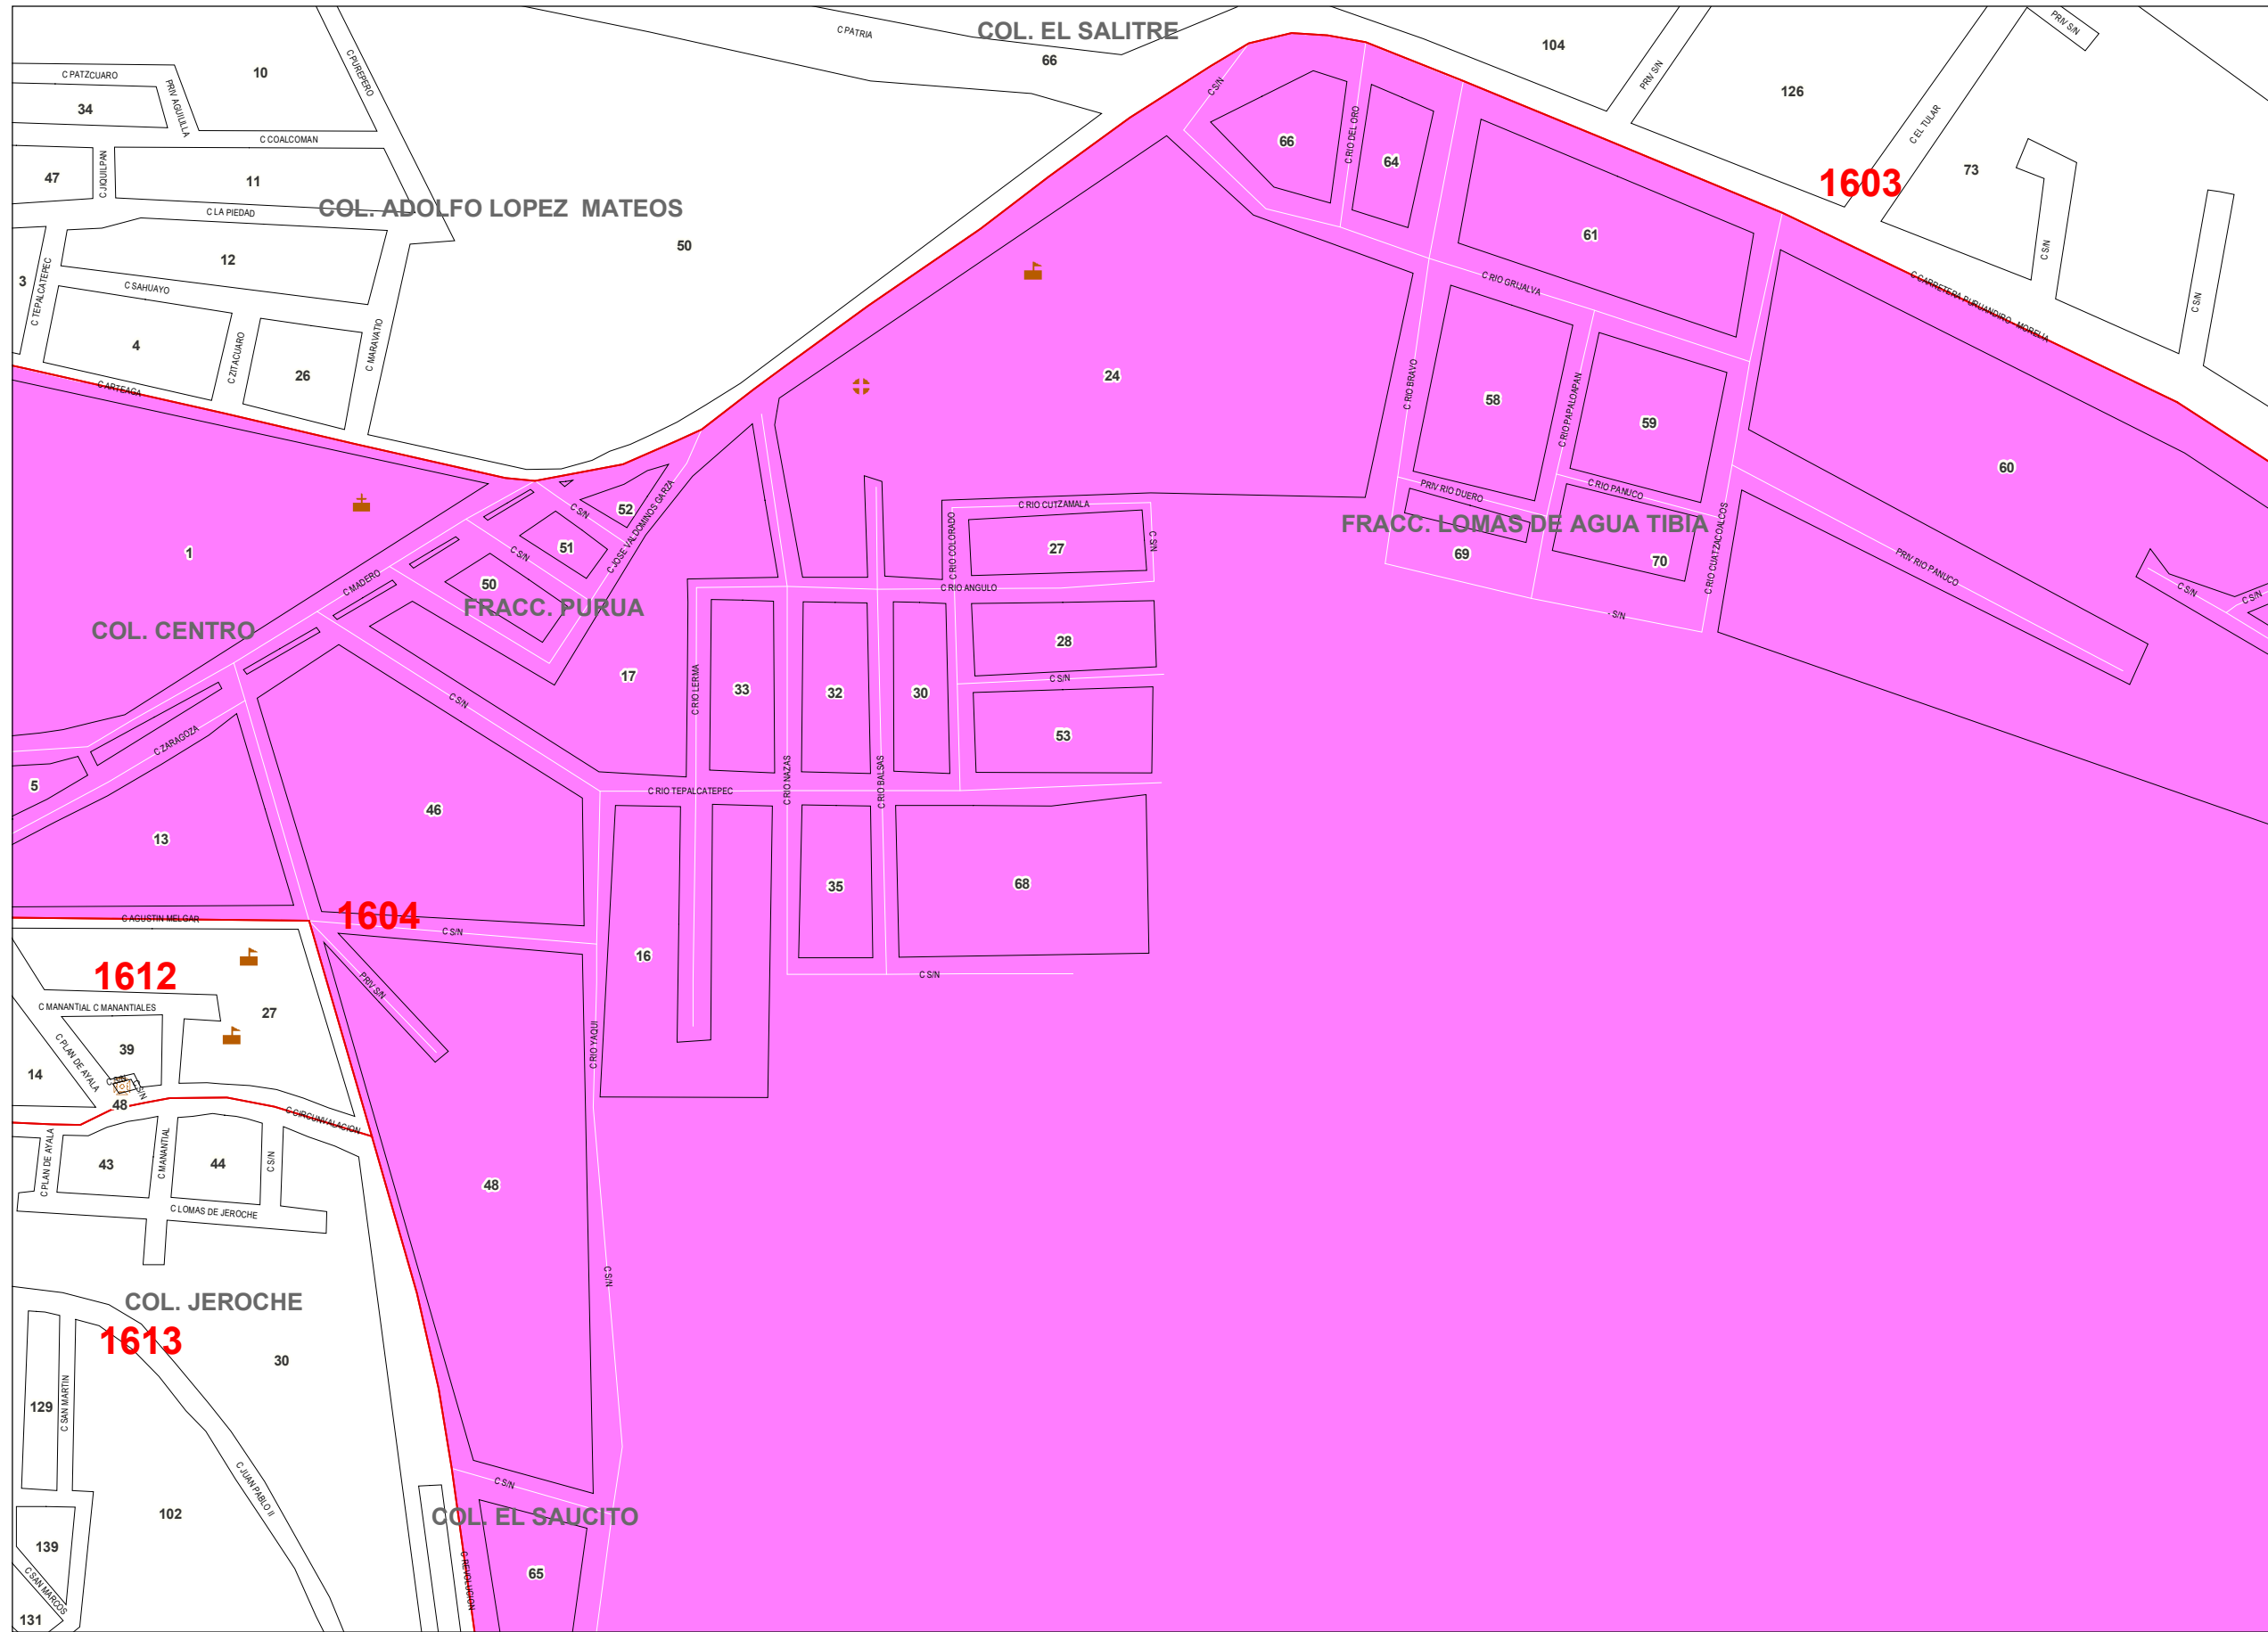 COL. EL SALITRE
C PATRIA
66
104
PRIV S/N
126
PRIV S/N
C EL TULAR
73
C S/N
C S/N
1603
C CARRETERA PURUANDIRO - MORELIA
C PATZCUARO
10
C PUREPERO
34
PRIV AGUILILLA
C COALCOMAN
47
C JIQUILPAN
11
C LA PIEDAD
COL. ADOLFO LOPEZ  MATEOS
50
12
3
C TEPALCATEPEC
C SAHUAYO
4
C ZITACUARO
26
C MARAVATIO
C ARTEAGA
C S/N
66
C RIO DEL ORO
64
61
C RIO GRIJALVA
24
C RIO BRAVO
58
C RIO PAPALOAPAN
59
60
PRIV RIO DUERO
C RIO PANUCO
FRACC. LOMAS DE AGUA TIBIA
69
70
C RIO CUATZACOALCOS
PRIV RIO PANUCO
C S/N
C S/N
- S/N
1
C MADERO
COL. CENTRO
52
C S/N
51
C S/N
50
C JOSE VALDOMINOS GARZA
FRACC. PURUA
17
C RIO CUTZAMALA
C RIO COLORADO
27
C S/N
C RIO ANGULO
28
C S/N
53
C RIO LERMA
33
32
30
C RIO NAZAS
C RIO BALSAS
C RIO TEPALCATEPEC
C S/N
C ZARAGOZA
5
13
46
35
68
16
C S/N
C AGUSTIN MELGAR
1604
C S/N
PRIV S/N
1612
C MANANTIAL C MANANTIALES
27
39
C PLAN DE AYALA
14
C S/N
C S/N
48
C CIRCUNVALACION
C RIO YAQUI
C PLAN DE AYALA
43
C MANANTIAL
44
C S/N
C LOMAS DE JEROCHE
48
C S/N
COL. JEROCHE
1613
30
129
C SAN MARTIN
C JUAN PABLO II
102
139
C SAN MARCOS
131
C S/N
COL. EL SAUCITO
C REVOLUCION
65